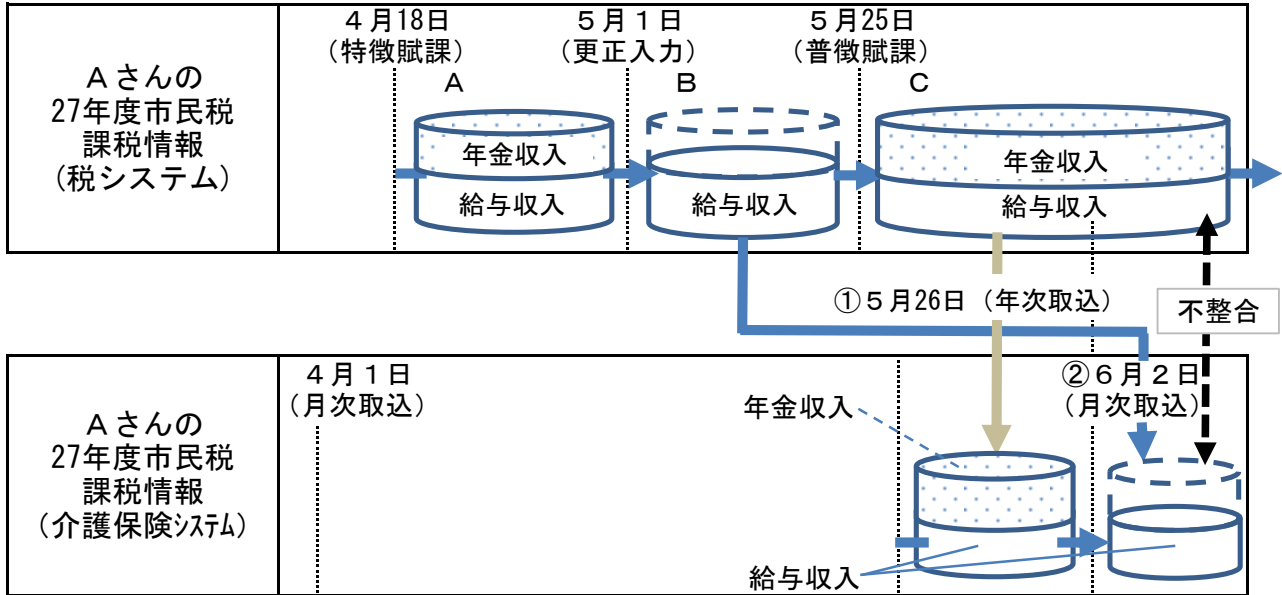 Ａさんの
27年度市民税
課税情報
(税システム)
４月18日
(特徴賦課)
５月１日
(更正入力)
５月25日
(普徴賦課)
Ａ
Ｂ
Ｃ
年金収入
給与収入
給与収入
年金収入
給与収入
①５月26日（年次取込）
不整合
Ａさんの
27年度市民税
課税情報
(介護保険ｼｽﾃﾑ)
４月１日
(月次取込)
②６月２日
(月次取込)
年金収入
給与収入